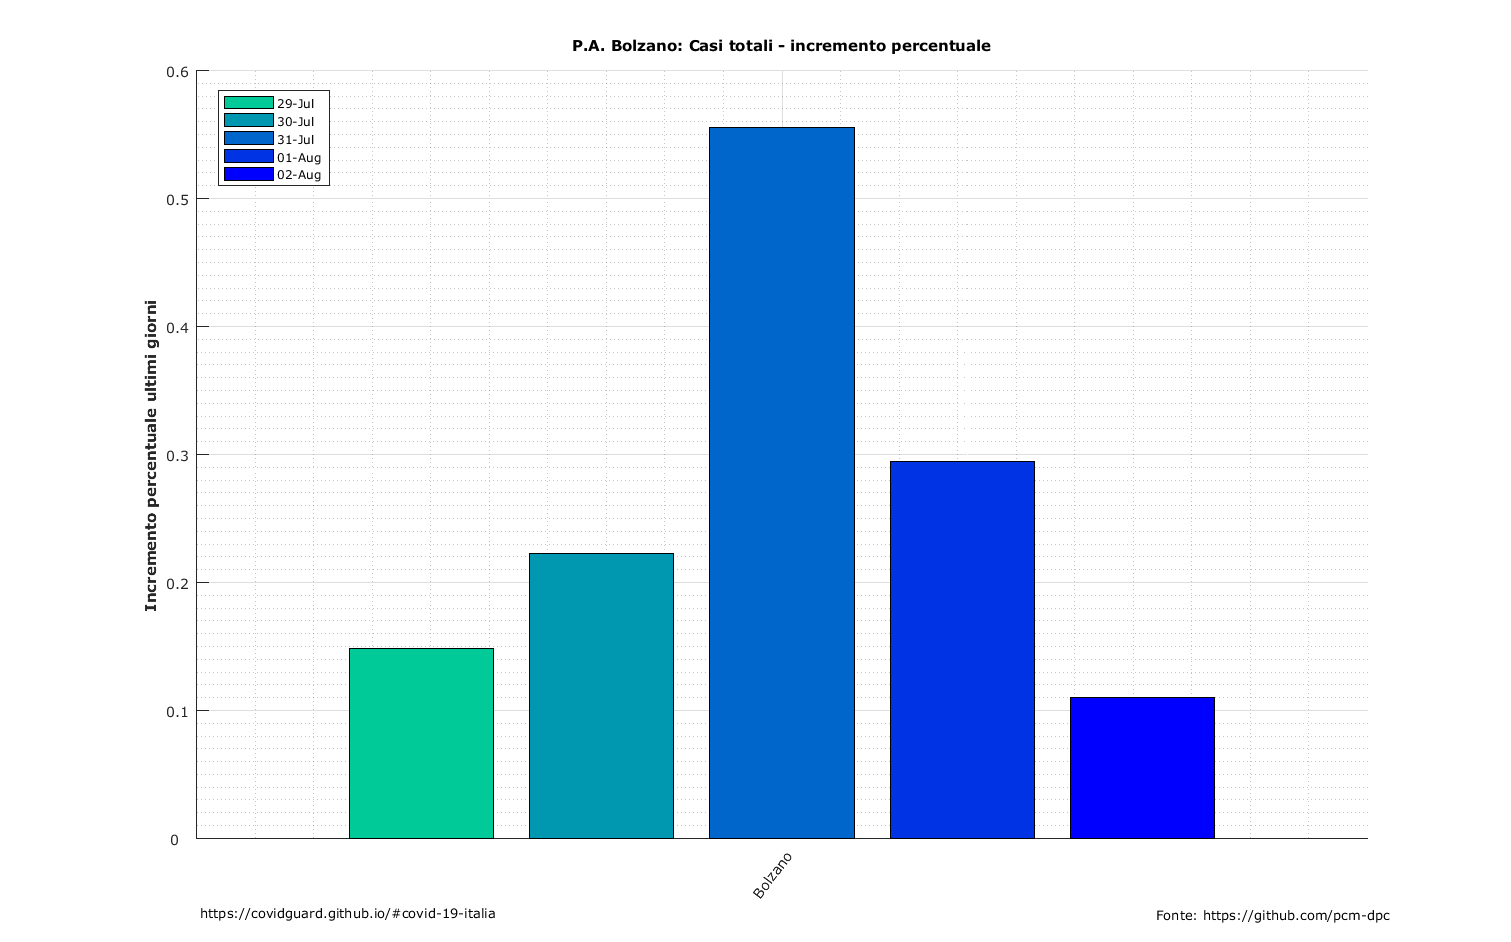 P.A. Bolzano: Casi totali - incremento percentuale
Incremento percentuale ultimi giorni
0.6
0.5
0.4
0.3
0.2
0.1
0
29-Jul
30-Jul
31-Jul
01-Aug
02-Aug
Bolzano
https://covidguard.github.io/#covid-19-italia
Fonte: https://github.com/pcm-dpc